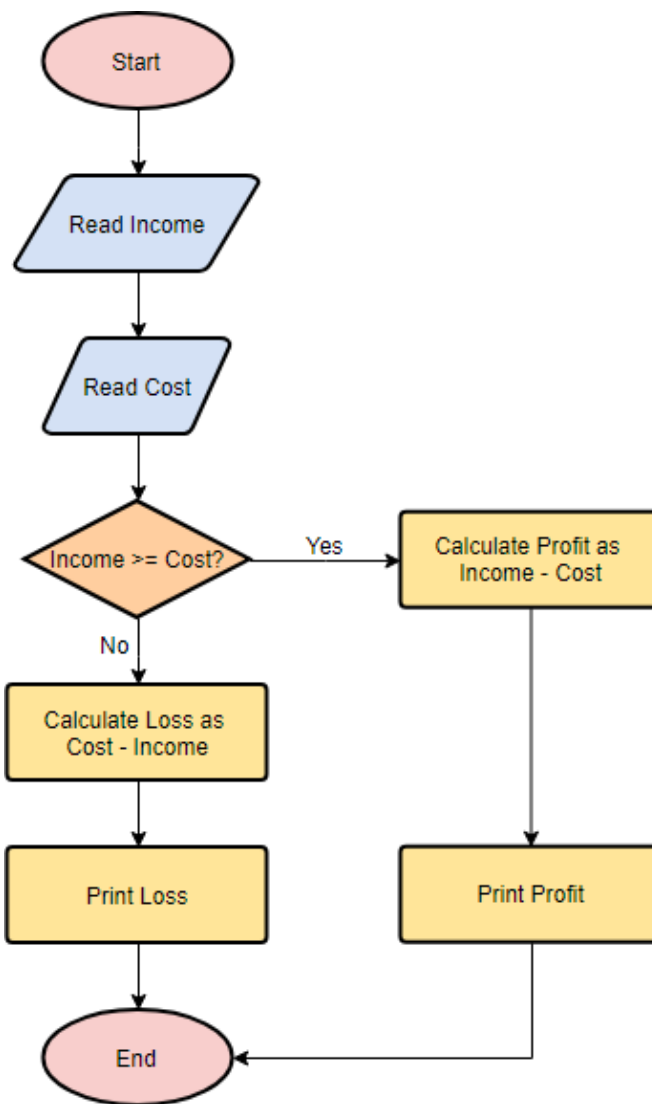 Start
Read Income
Read Cost
Income >= Cost?
Yes
Calculate Profit as
Income - Cost
No
Calculate Loss as
Cost - Income
Print Loss
Print Profit
End